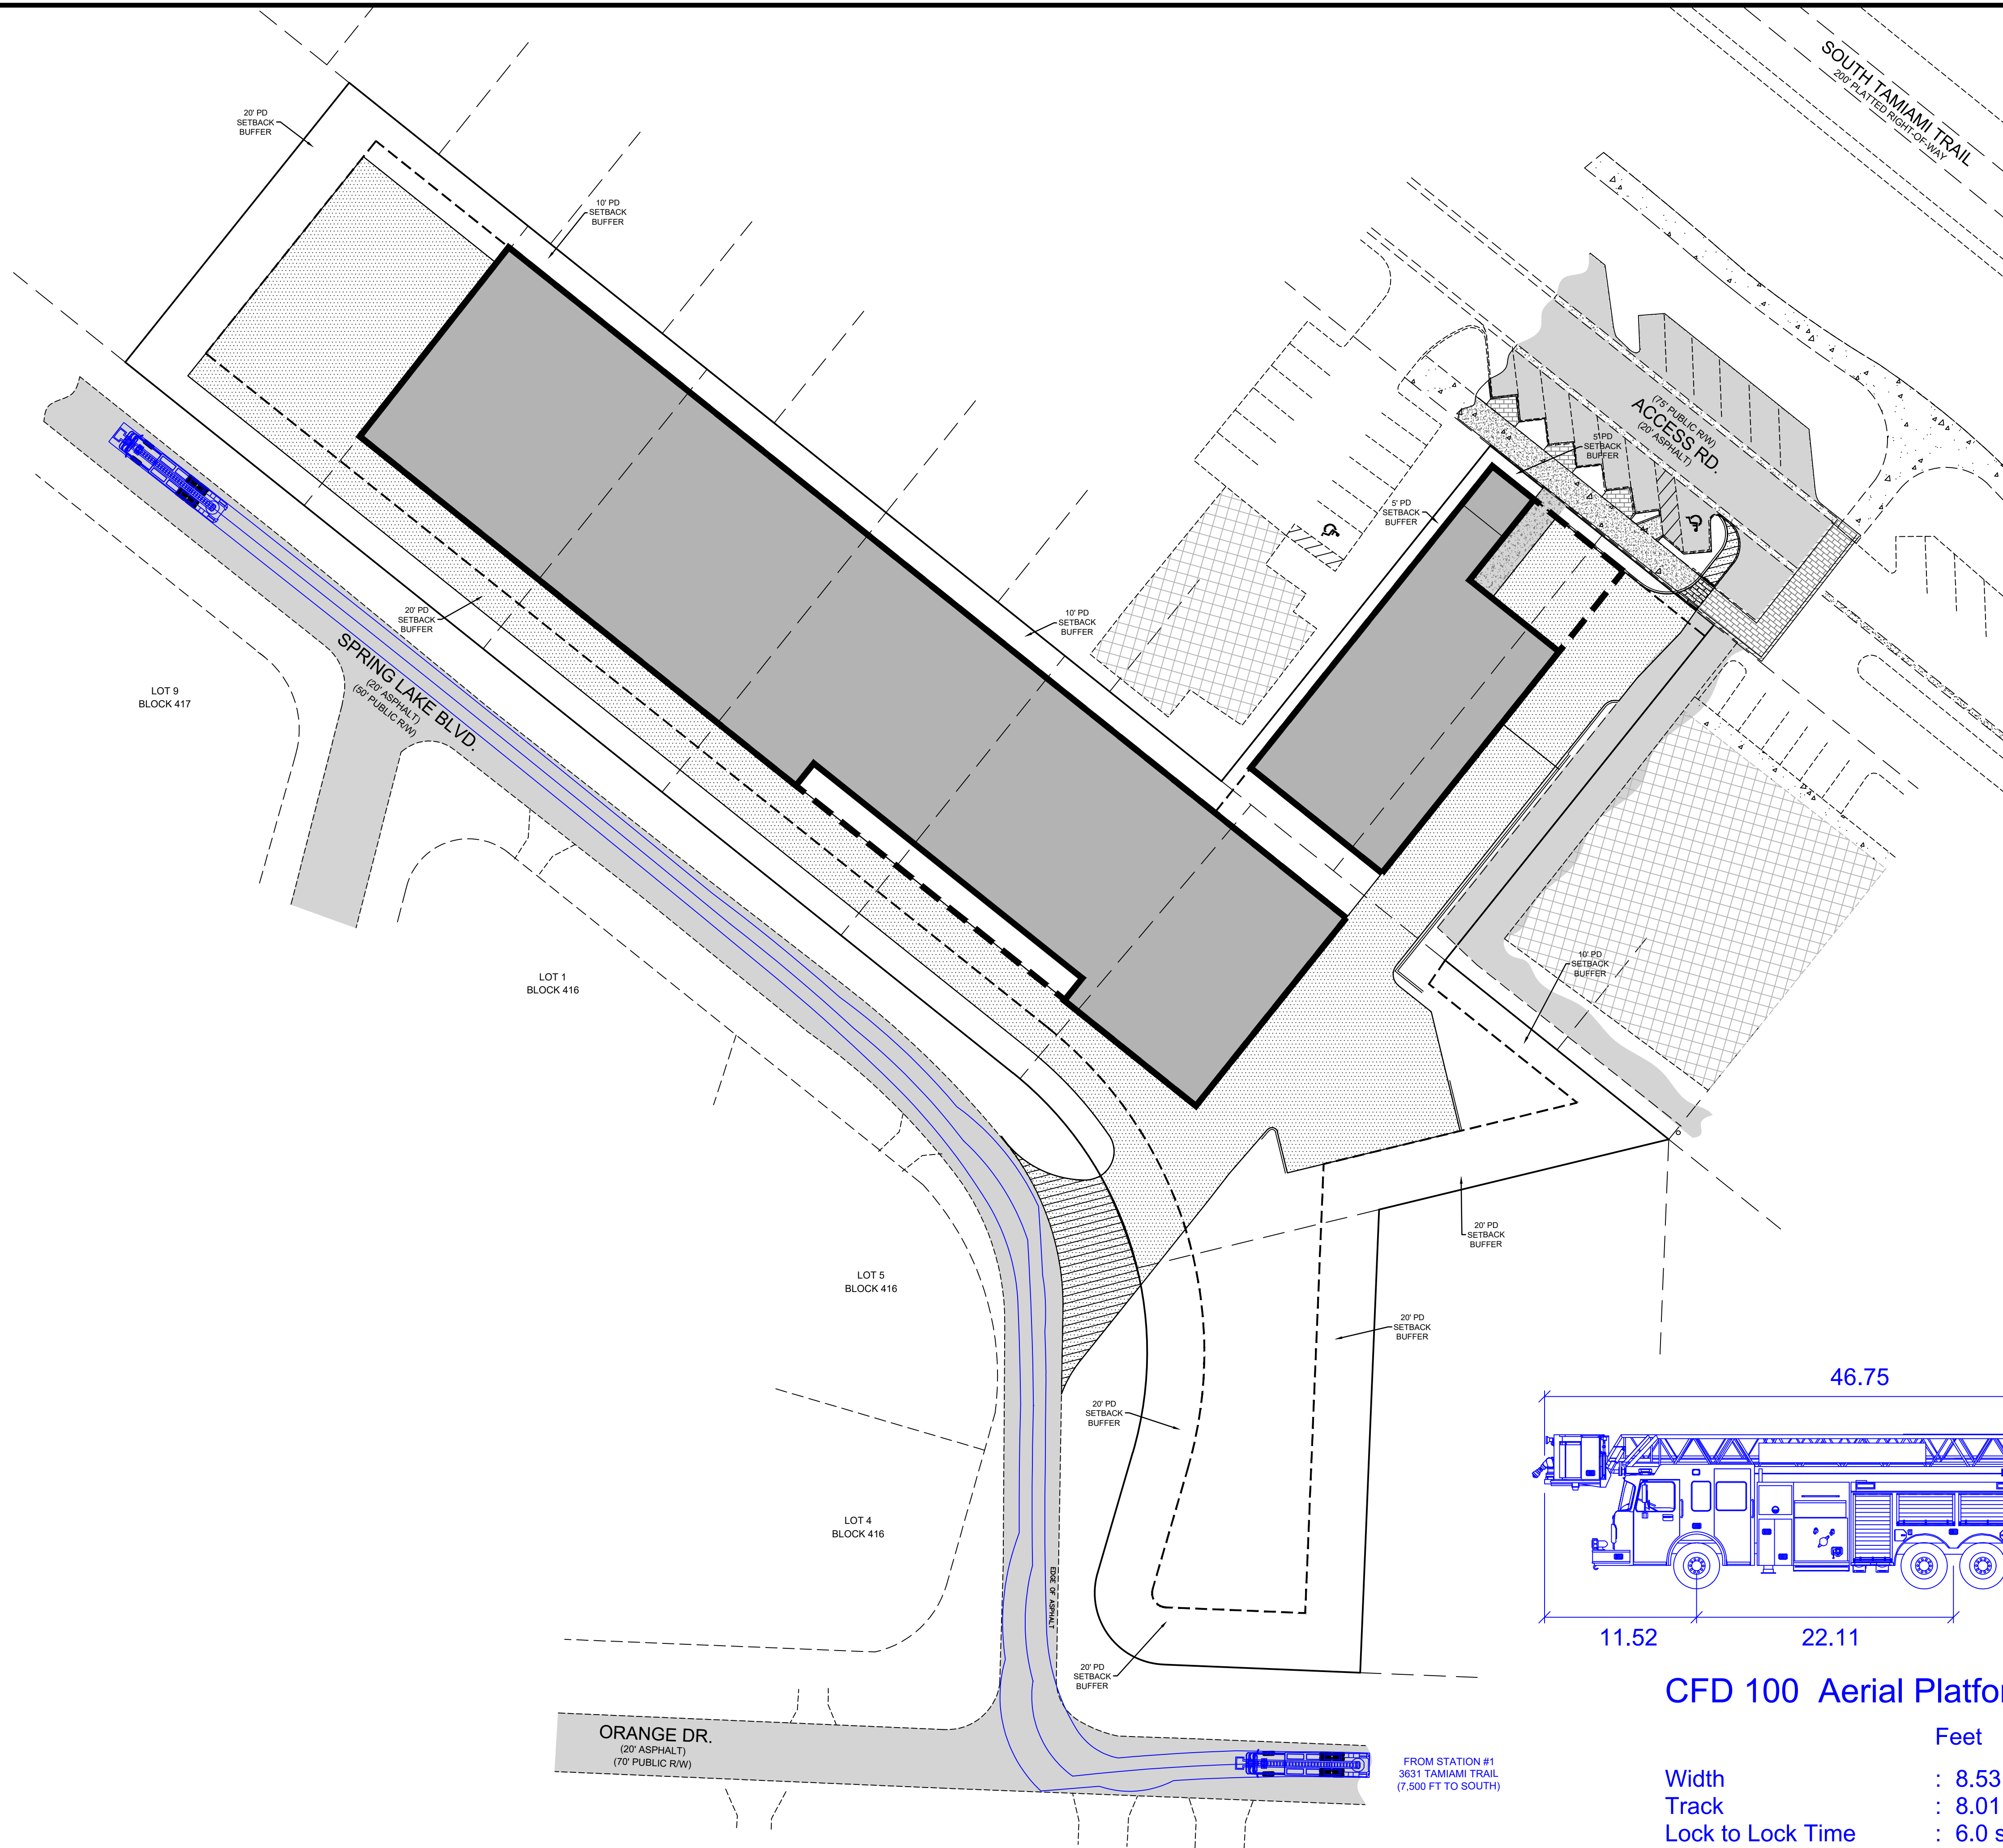 SOUTH TAMIAMI TRAIL
200' PLATTED RIGHT-OF-WAY
20' PD
SETBACK
BUFFER
10' PD
SETBACK
BUFFER
(75' PUBLIC R/W)
ACCESS RD.
(20' ASPHALT)
5' PD
SETBACK
BUFFER
5' PD
SETBACK
BUFFER
20' PD
SETBACK
BUFFER
10' PD
SETBACK
BUFFER
SPRING LAKE BLVD.
(20' ASPHALT)
(50' PUBLIC R/W)
LOT 9
BLOCK 417
LOT 1
BLOCK 416
10' PD
SETBACK
BUFFER
20' PD
SETBACK
BUFFER
LOT 5
BLOCK 416
20' PD
SETBACK
BUFFER
20' PD
SETBACK
BUFFER
LOT 4
BLOCK 416
EDGE OF ASPHALT
20' PD
SETBACK
BUFFER
ORANGE DR.
(20' ASPHALT)
(70' PUBLIC R/W)
FROM STATION #1
3631 TAMIAMI TRAIL
(7,500 FT TO SOUTH)
46.75
11.52
22.11
CFD 100 Aerial Platfo
Feet
Width : 8.53
Track : 8.01
Lock to Lock Time : 6.0 s